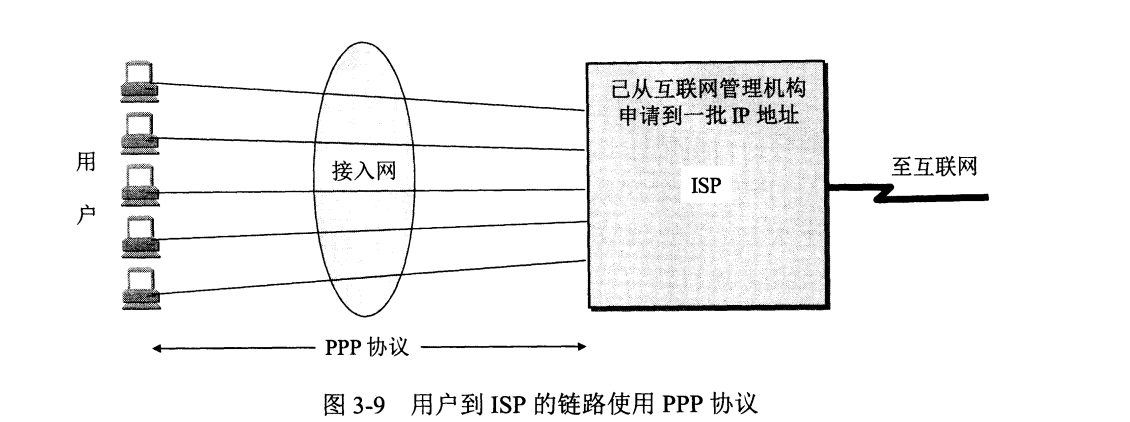 已从互联网管理机构
申请到一批 IP 地址
用
户
接入网
ISP
至互联网
PPP 协议
图 3-9 用户到 ISP 的链路使用 PPP 协议